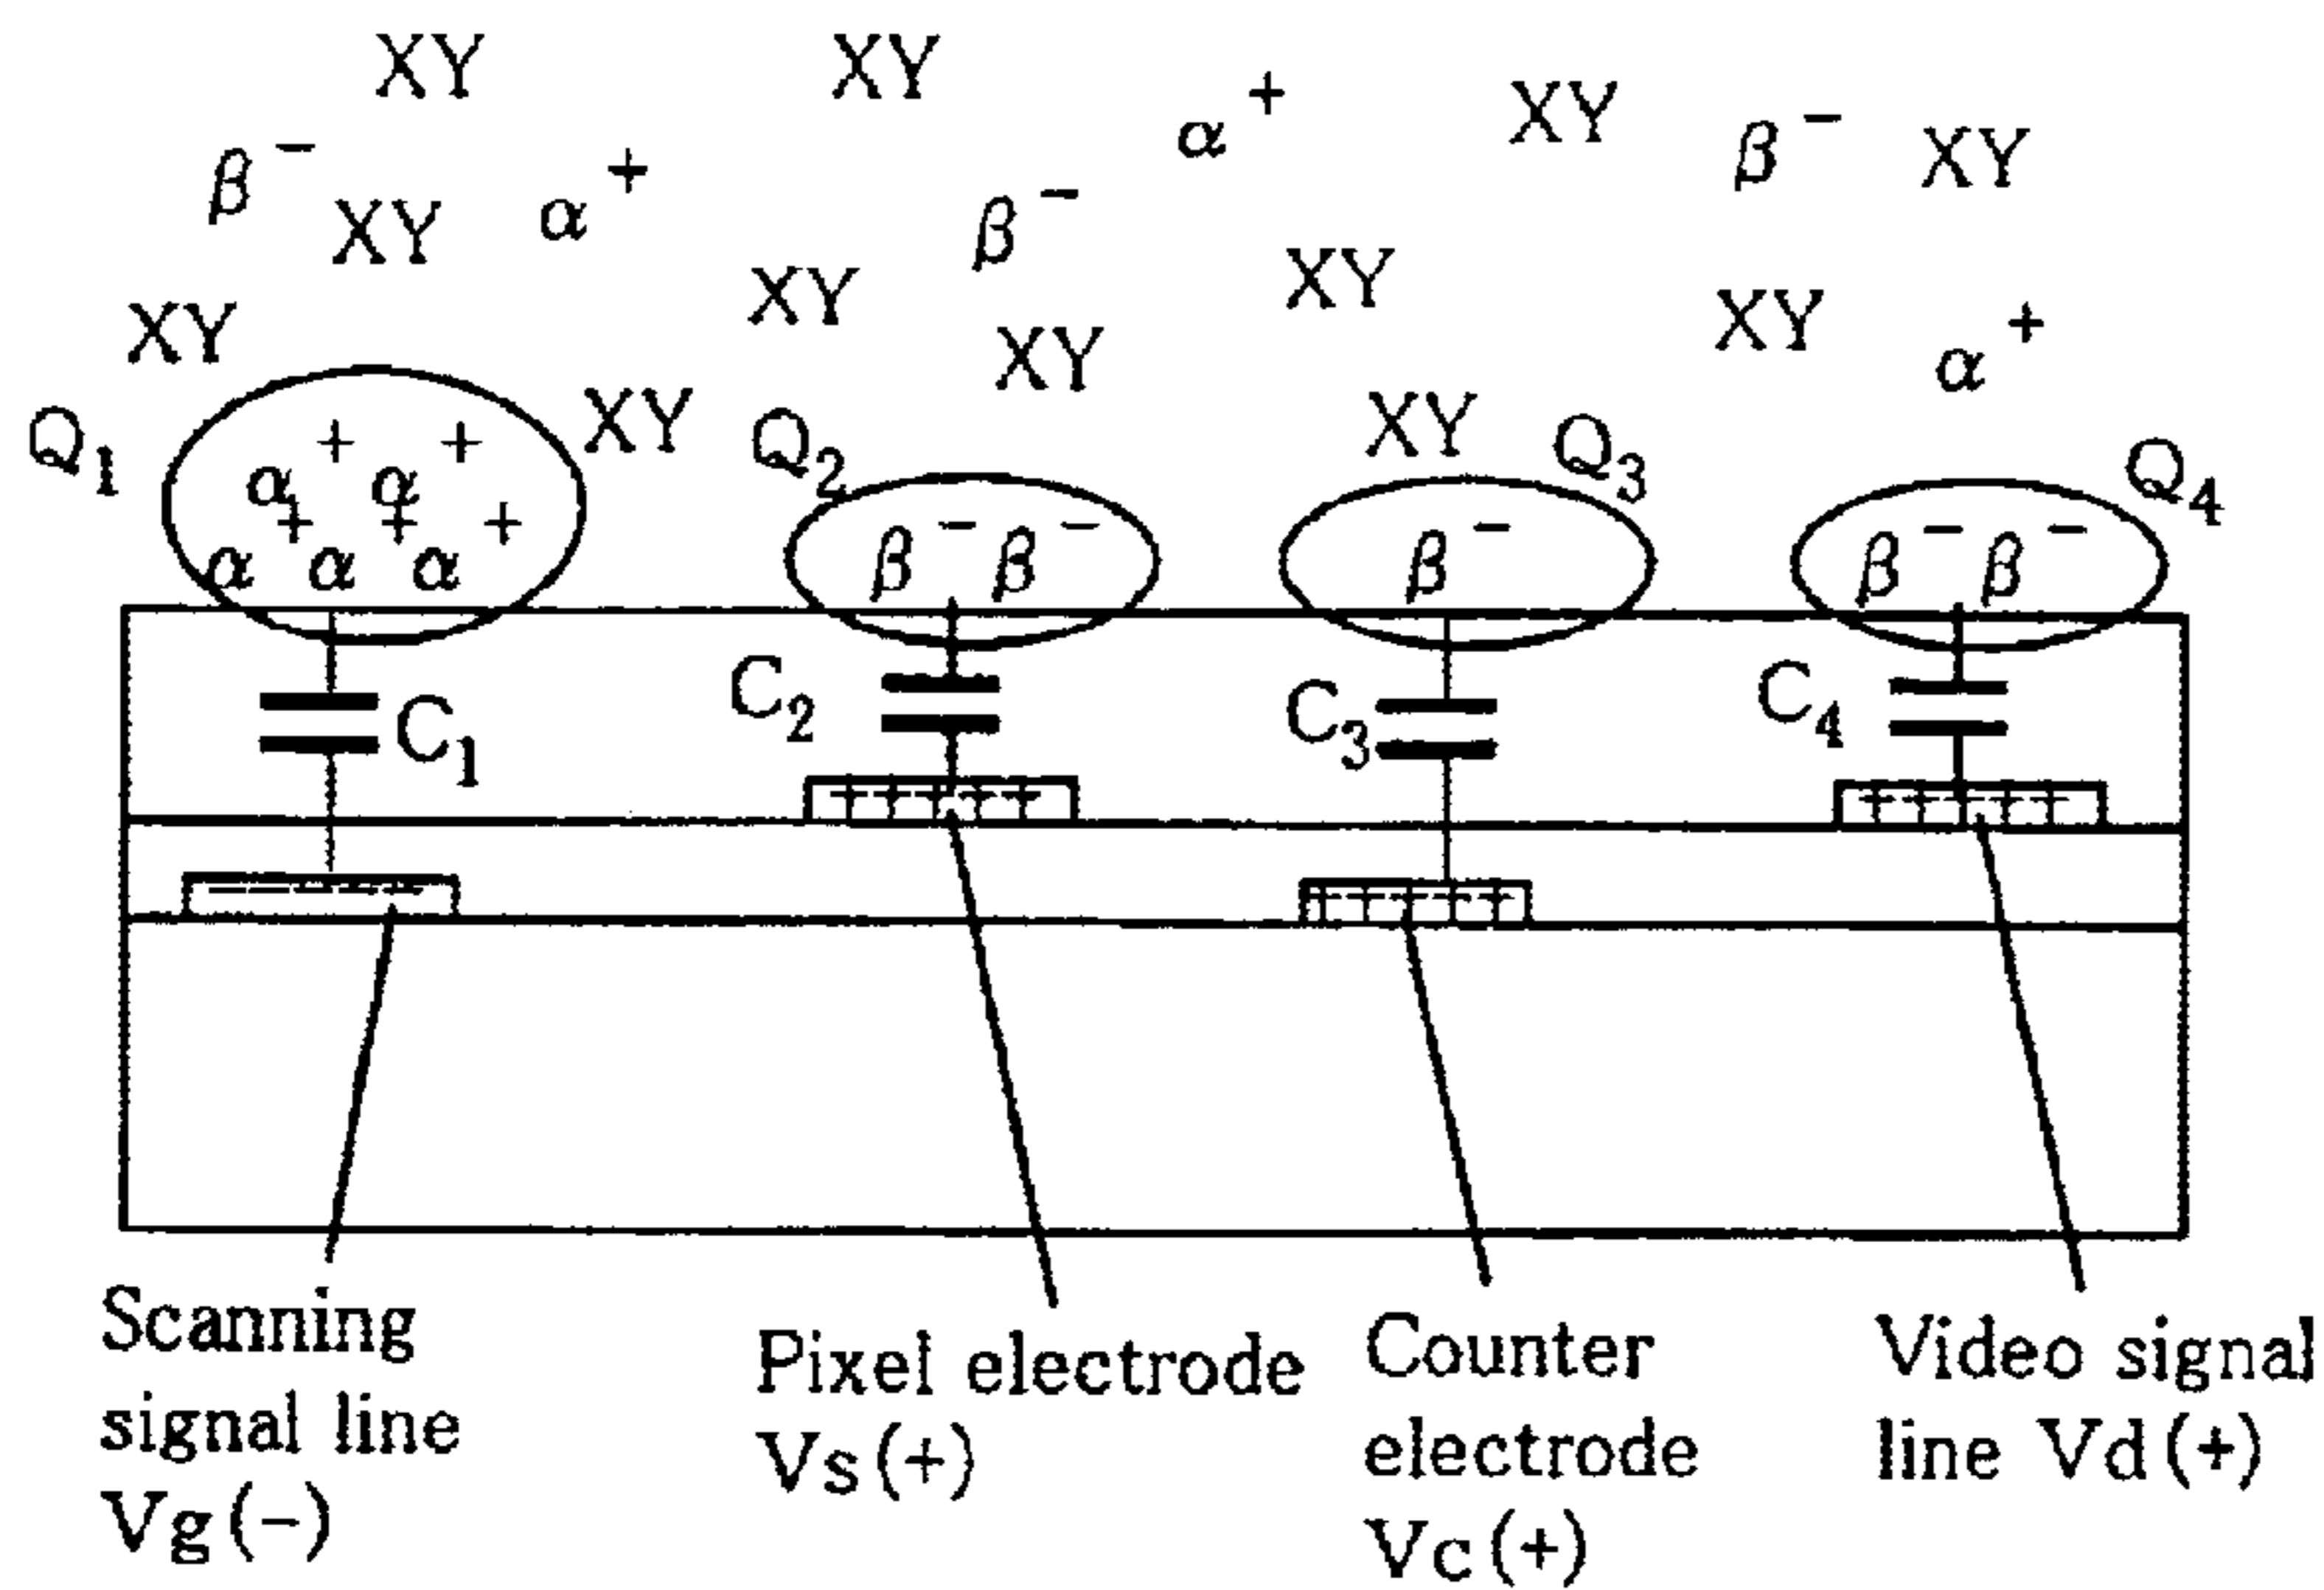 XY XY α+ XY β− XY
β− XY α+ β−
XY XY XY XY XY α+
Q1 α+ α+ XY Q2 XY Q3 Q4
α+ α+ α+ β− β− β− β− β−
C1 C2 C3 C4
Scanning
signal line
Vg(−)
Pixel electrode
Vs(+)
Counter
electrode
Vc(+)
Video signal
line Vd(+)